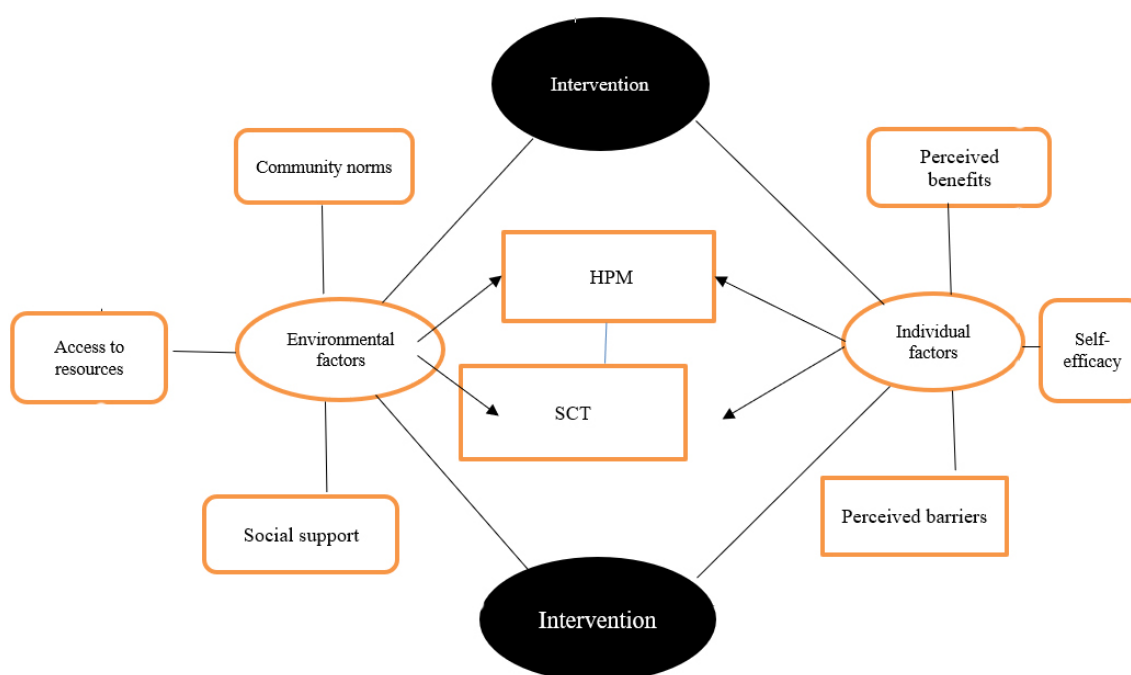 Intervention
Community norms
Perceived
benefits
HPM
Environmental
factors
Individual
factors
Access to
resources
Self-
efficacy
SCT
Social support
Perceived barriers
Intervention